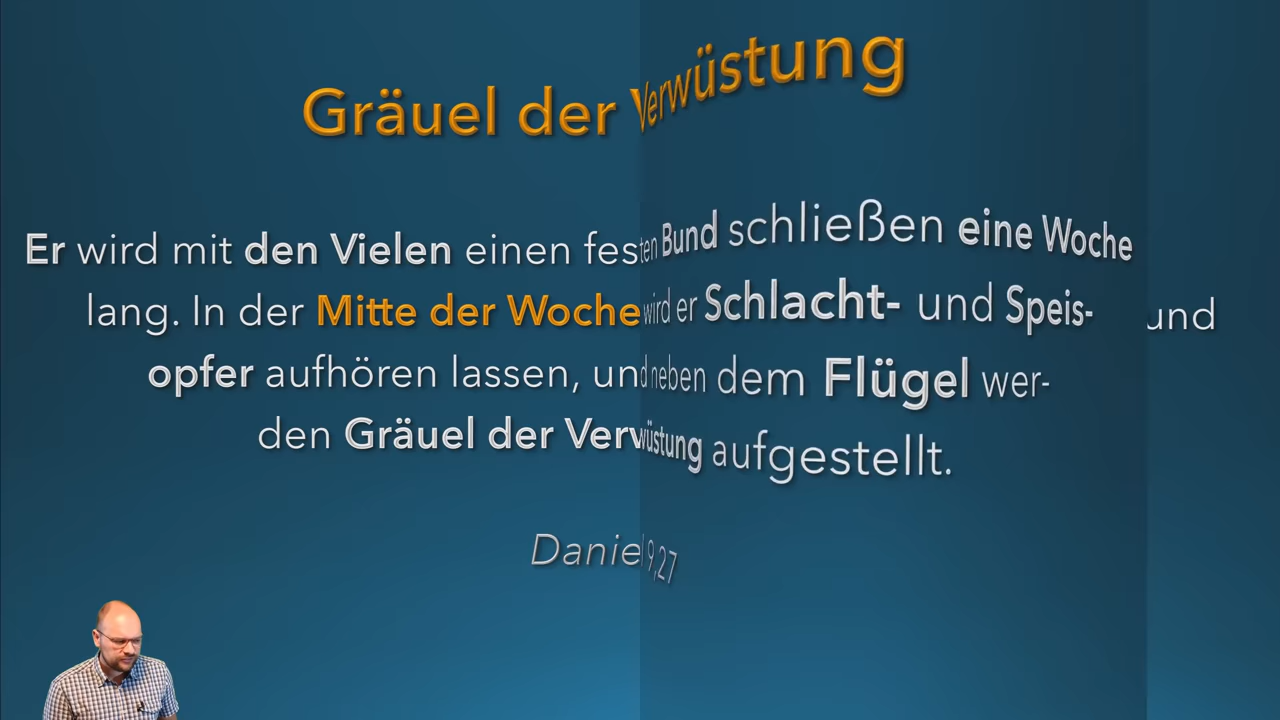 Gräuel der Verwüstung
Er wird mit den Vielen einen festen Bund schließen eine Woche
lang. In der Mitte der Woche wird er Schlacht- und Speis- und
opfer aufhören lassen, und neben dem Flügel wer-
den Gräuel der Verwüstung aufgestellt.
Daniel 9,27